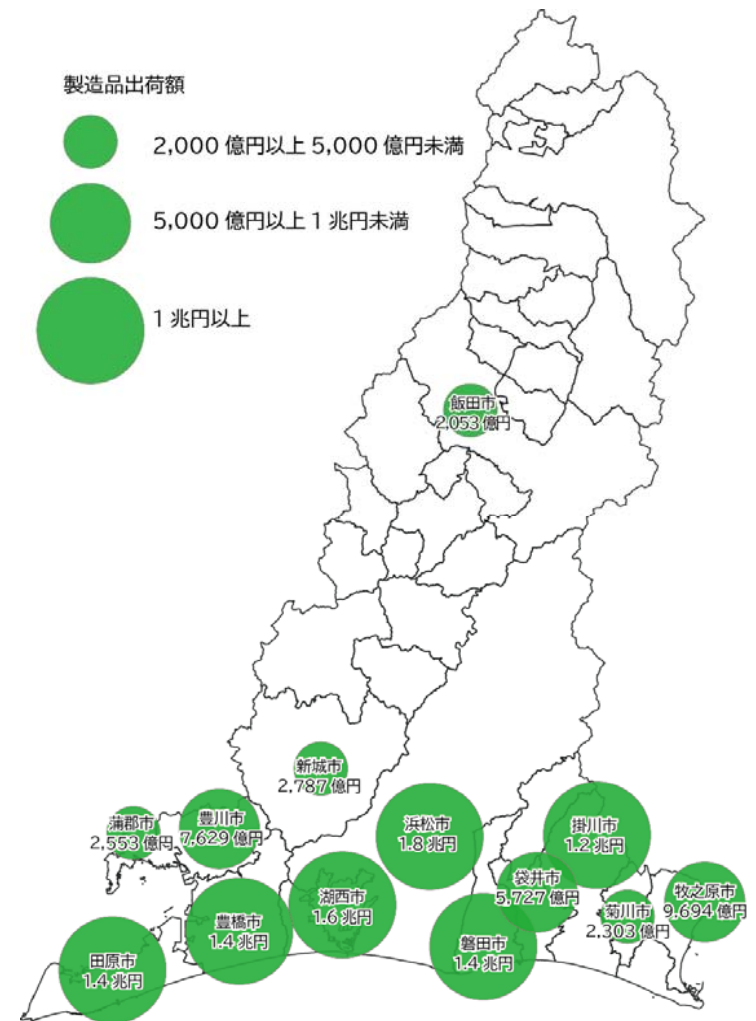 製造品出荷額
2,000 億円以上 5,000 億円未満
5,000 億円以上 1 兆円未満
1 兆円以上
飯田市
2,053 億円
新城市
2,787 億円
蒲郡市
2,553 億円
豊川市
7,629 億円
浜松市
1.8 兆円
掛川市
1.2 兆円
袋井市
5,727 億円
牧之原市
9,694 億円
菊川市
2,303 億円
湖西市
1.6 兆円
豊橋市
1.4 兆円
磐田市
1.4 兆円
田原市
1.4 兆円